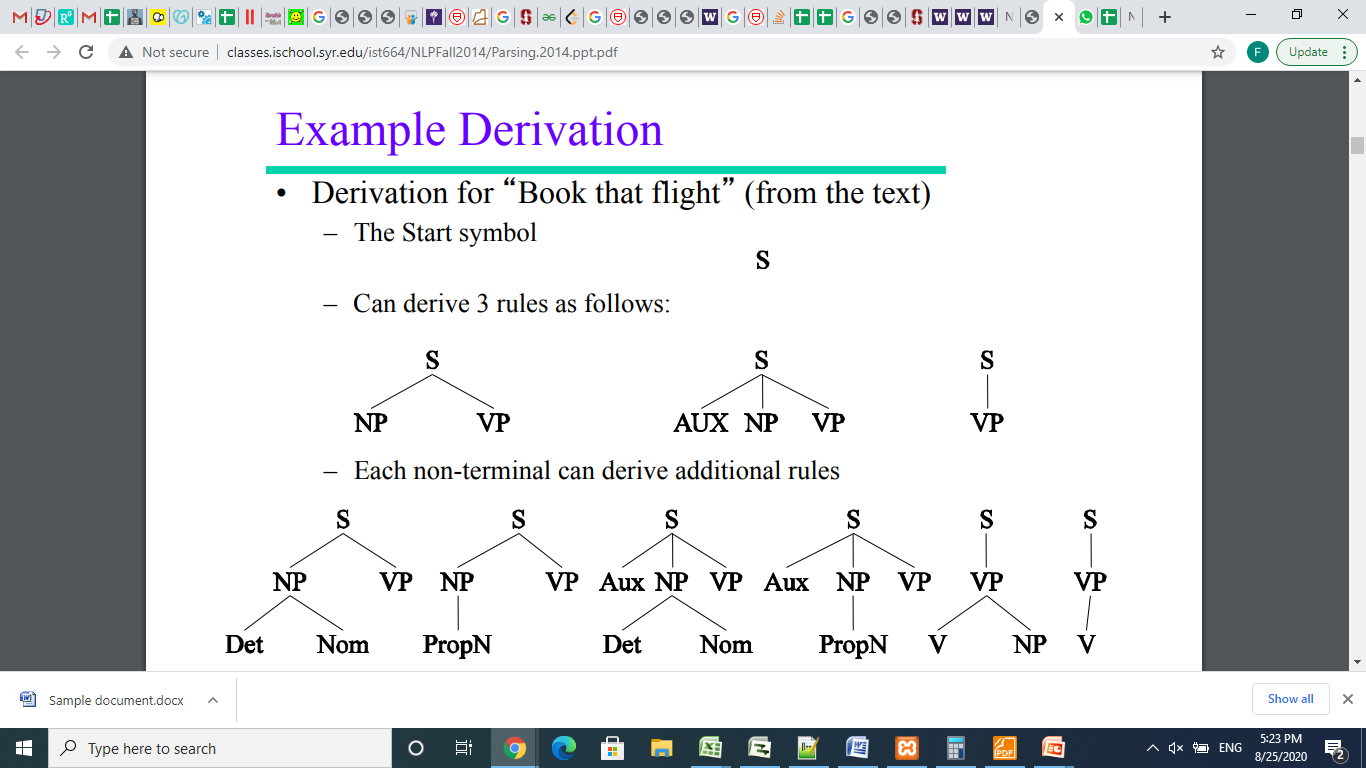 Not secure classes.ischool.syr.edu/ist664/NLPFall2014/Parsing.2014.ppt.pdf F Update
Example Derivation
• Derivation for “Book that flight” (from the text)
– The Start symbol
S
– Can derive 3 rules as follows:
S S S
NP VP AUX NP VP VP
– Each non-terminal can derive additional rules
S S S S S S
NP VP NP VP Aux NP VP Aux NP VP VP VP
Det Nom PropN Det Nom PropN V NP V
Sample document.docx Show all
Type here to search ENG 5:23 PM
8/25/2020 2